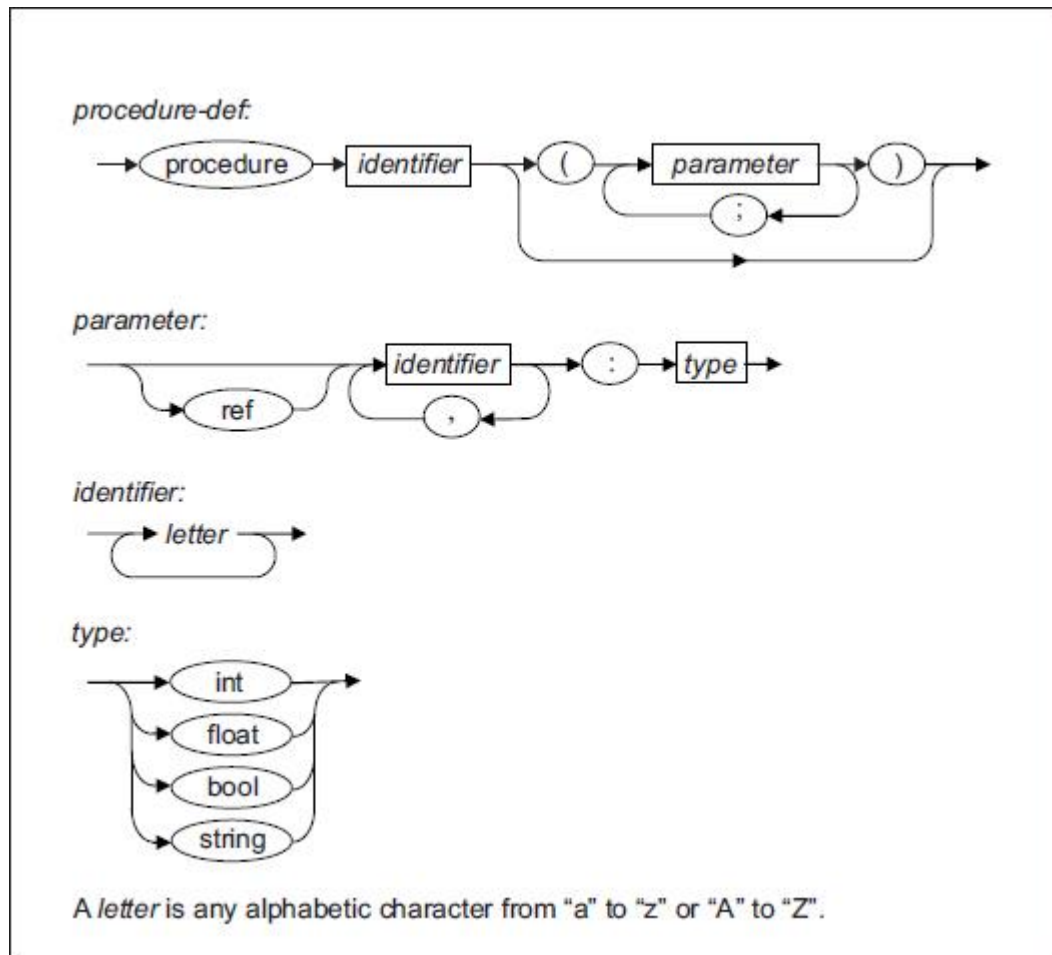 procedure-def:
procedure identifier ( parameter )
;
parameter:
identifier : type
ref ,
identifier:
letter
type:
int
float
bool
string
A letter is any alphabetic character from “a” to “z” or “A” to “Z”.